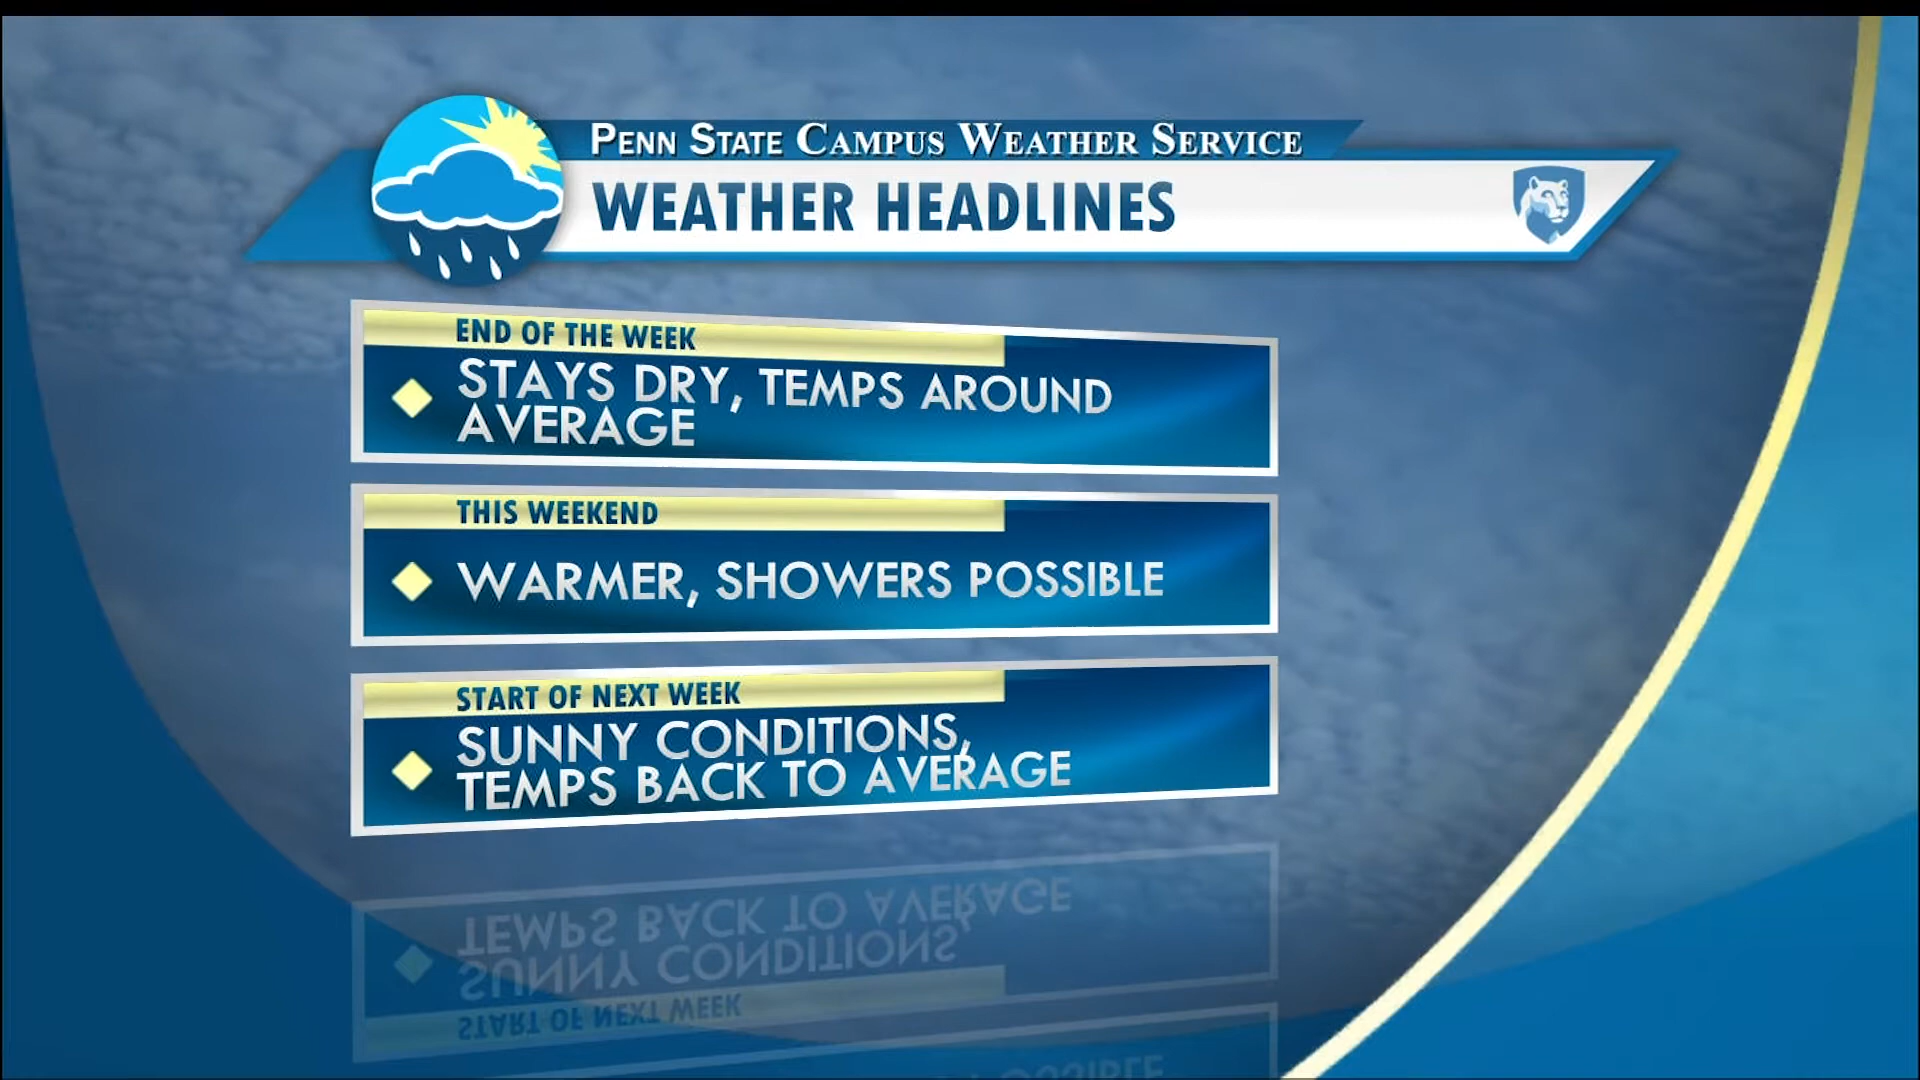 PENN STATE CAMPUS WEATHER SERVICE
WEATHER HEADLINES
END OF THE WEEK
STAYS DRY, TEMPS AROUND
AVERAGE
THIS WEEKEND
WARMER, SHOWERS POSSIBLE
START OF NEXT WEEK
SUNNY CONDITIONS,
TEMPS BACK TO AVERAGE